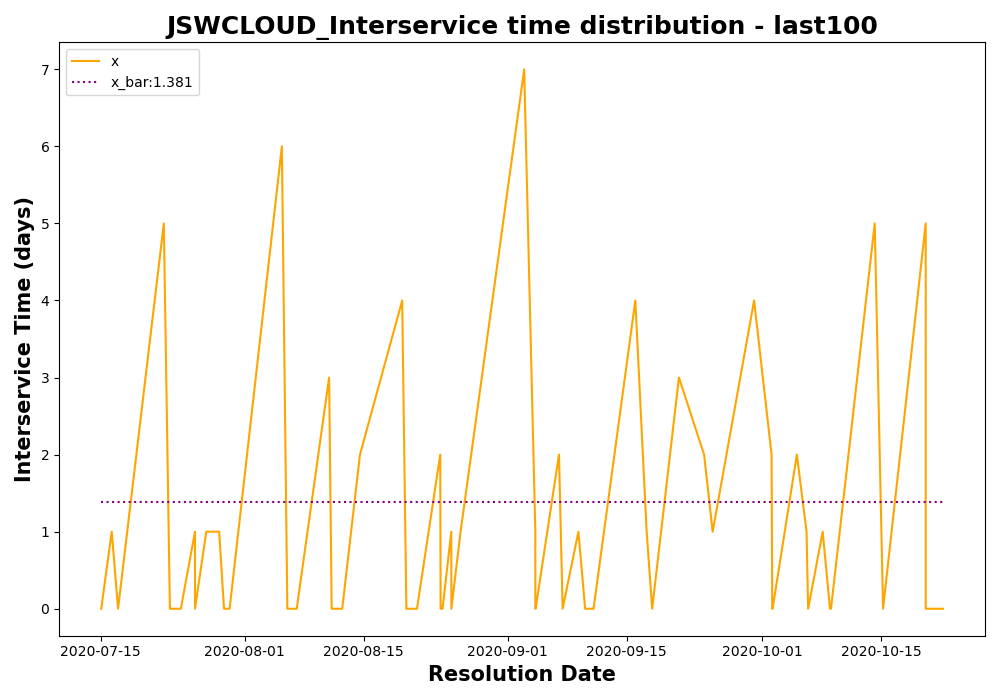 JSWCLOUD_Interservice time distribution - last100
x
x_bar:1.381
Interservice Time (days)
7
6
5
4
3
2
1
0
2020-07-15 2020-08-01 2020-08-15 2020-09-01 2020-09-15 2020-10-01 2020-10-15
Resolution Date